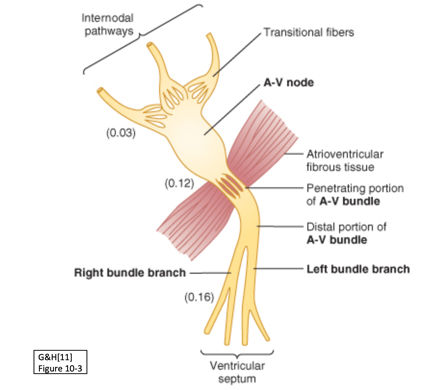 Internodal
pathways
Transitional fibers
A-V node
(0.03)
Atrioventricular
fibrous tissue
(0.12)
Penetrating portion
of A-V bundle
Distal portion of
A-V bundle
Right bundle branch
Left bundle branch
(0.16)
G&H[11]
Figure 10-3
Ventricular
septum